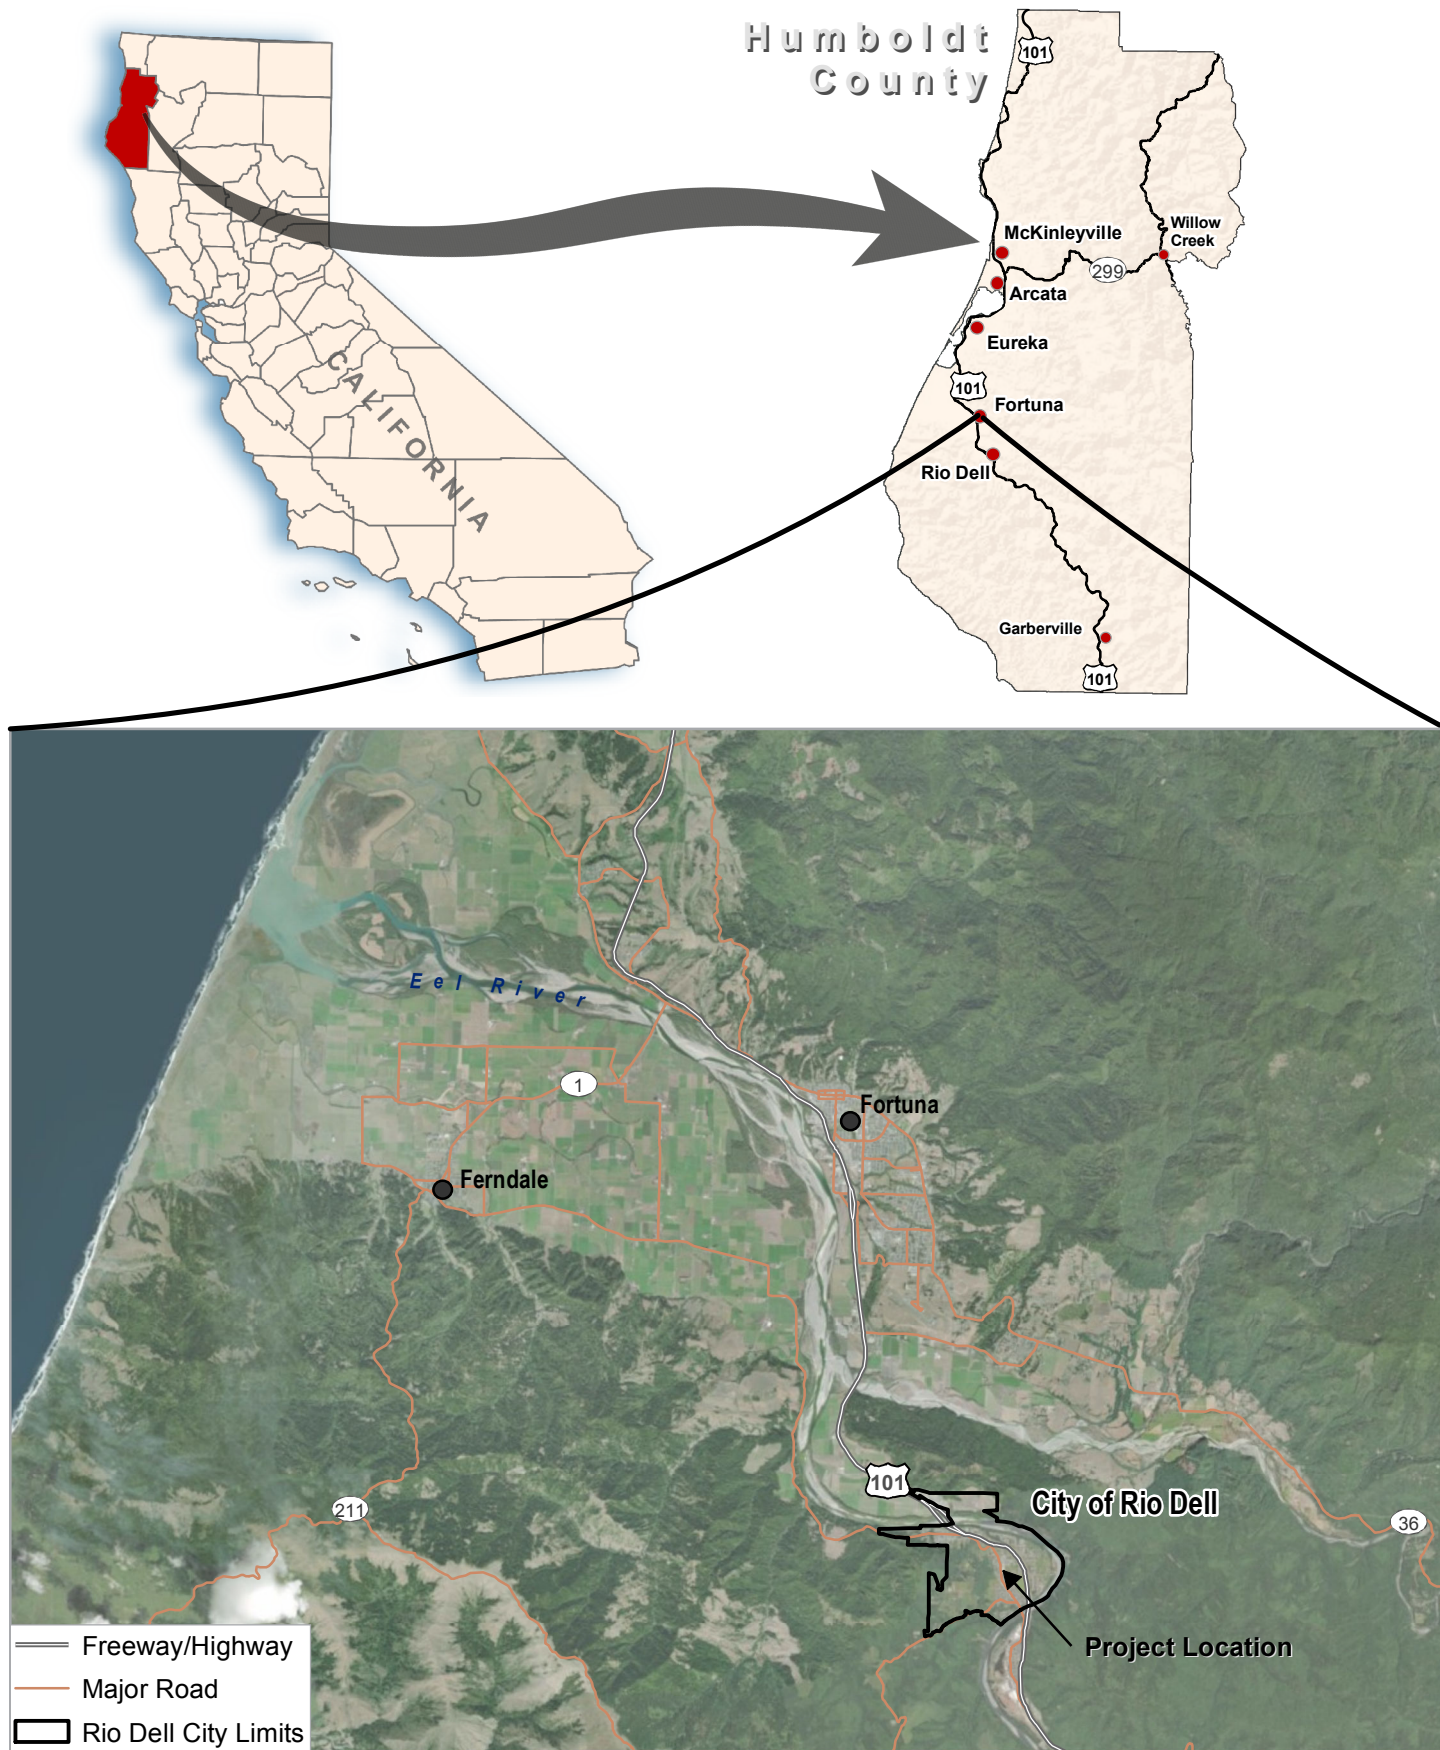 Humboldt
County
101
McKinleyville
Willow
Creek
299
Arcata
Eureka
101
Fortuna
Rio Dell
Garberville
101
CALIFORNIA
Eel River
1
Fortuna
Ferndale
101
City of Rio Dell
211
36
Project Location
Freeway/Highway
Major Road
Rio Dell City Limits